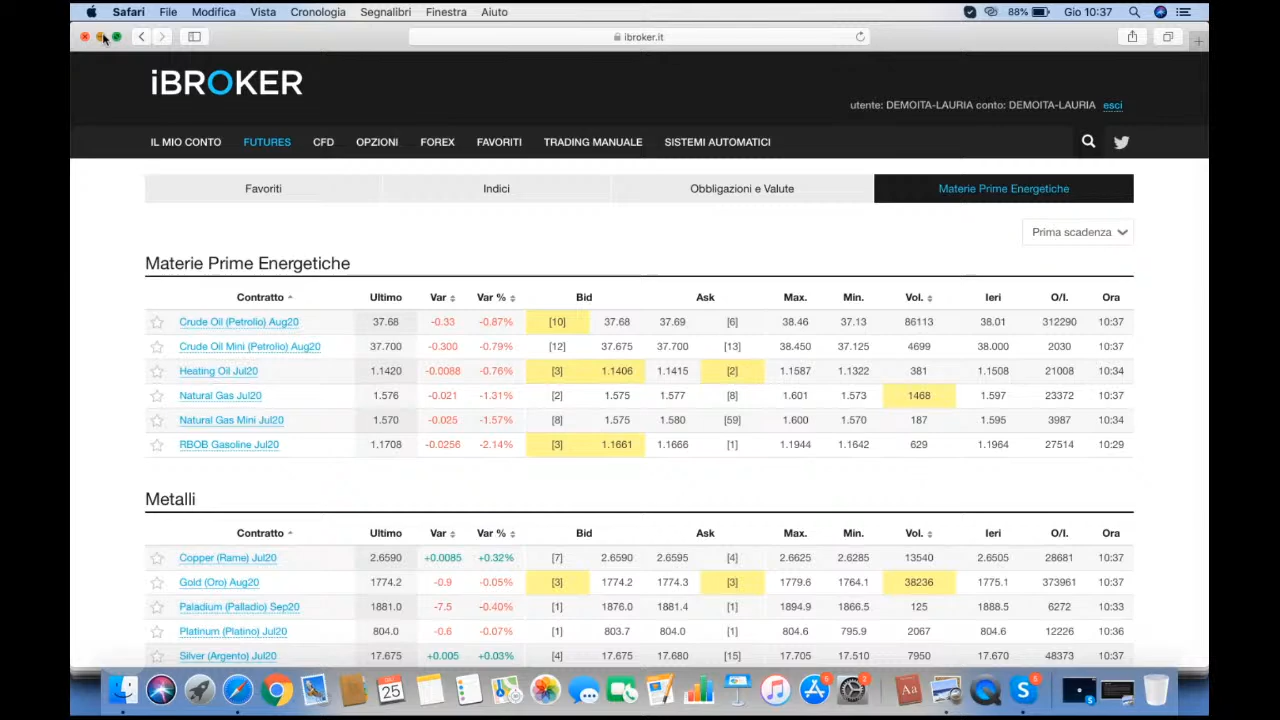 Safari File Modifica Vista Cronologia Segnalibri Finestra Aiuto 88% Gio 10:37
ibroker.it
iBROKER
utente: DEMOITA-LAURIA conto: DEMOITA-LAURIA esci
IL MIO CONTO FUTURES CFD OPZIONI FOREX FAVORITI TRADING MANUALE SISTEMI AUTOMATICI
Favoriti Indici Obbligazioni e Valute Materie Prime Energetiche
Prima scadenza
Materie Prime Energetiche
Contratto Ultimo Var Var % Bid Ask Max. Min. Vol. Ieri O/I. Ora
Crude Oil (Petrolio) Aug20 37.68 -0.33 -0.87% [10] 37.68 37.69 [6] 38.46 37.13 86113 38.01 312290 10:37
Crude Oil Mini (Petrolio) Aug20 37.700 -0.300 -0.79% [12] 37.675 37.700 [13] 38.450 37.125 4699 38.000 2030 10:37
Heating Oil Jul20 1.1420 -0.0088 -0.76% [3] 1.1406 1.1415 [2] 1.1587 1.1322 381 1.1508 21008 10:34
Natural Gas Jul20 1.576 -0.021 -1.31% [2] 1.575 1.577 [8] 1.601 1.573 1468 1.597 23372 10:37
Natural Gas Mini Jul20 1.570 -0.025 -1.57% [8] 1.575 1.580 [59] 1.600 1.570 187 1.595 3987 10:34
RBOB Gasoline Jul20 1.1708 -0.0256 -2.14% [3] 1.1661 1.1666 [1] 1.1944 1.1642 629 1.1964 27514 10:29
Metalli
Contratto Ultimo Var Var % Bid Ask Max. Min. Vol. Ieri O/I. Ora
Copper (Rame) Jul20 2.6590 +0.0085 +0.32% [7] 2.6590 2.6595 [4] 2.6625 2.6285 13540 2.6505 28681 10:37
Gold (Oro) Aug20 1774.2 -0.9 -0.05% [3] 1774.2 1774.3 [3] 1779.6 1764.1 38236 1775.1 373961 10:37
Paladium (Palladio) Sep20 1881.0 -7.5 -0.40% [1] 1876.0 1881.4 [1] 1894.9 1866.5 125 1888.5 6272 10:33
Platinum (Platino) Jul20 804.0 -0.6 -0.07% [1] 803.7 804.0 [1] 804.6 795.9 2067 804.6 12226 10:36
Silver (Argento) Jul20 17.675 +0.005 +0.03% [4] 17.675 17.680 [15] 17.705 17.510 7950 17.670 48373 10:37
25 Aa